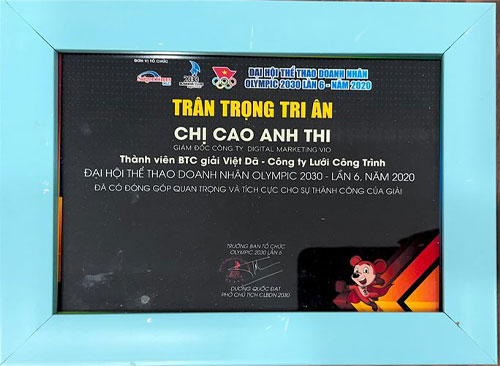 ĐƠN VỊ TỔ CHỨC
2030
ĐẠI HỘI THỂ THAO DOANH NHÂN
OLYMPIC 2030 LẦN 6 - NĂM 2020
TRÂN TRỌNG TRI ÂN
CHỊ CAO ANH THI
GIÁM ĐỐC CÔNG TY DIGITAL MARKETING VIO
Thành viên BTC giải Việt Dã - Công ty Lưới Công Trình
ĐẠI HỘI THỂ THAO DOANH NHÂN OLYMPIC 2030 - LẦN 6, NĂM 2020
ĐÃ CÓ ĐÓNG GÓP QUAN TRỌNG VÀ TÍCH CỰC CHO SỰ THÀNH CÔNG CỦA GIẢI
TRƯỞNG BAN TỔ CHỨC
OLYMPIC 2030 LẦN 6
DƯƠNG QUỐC ĐẠT
PHÓ CHỦ TỊCH CLBDN 2030